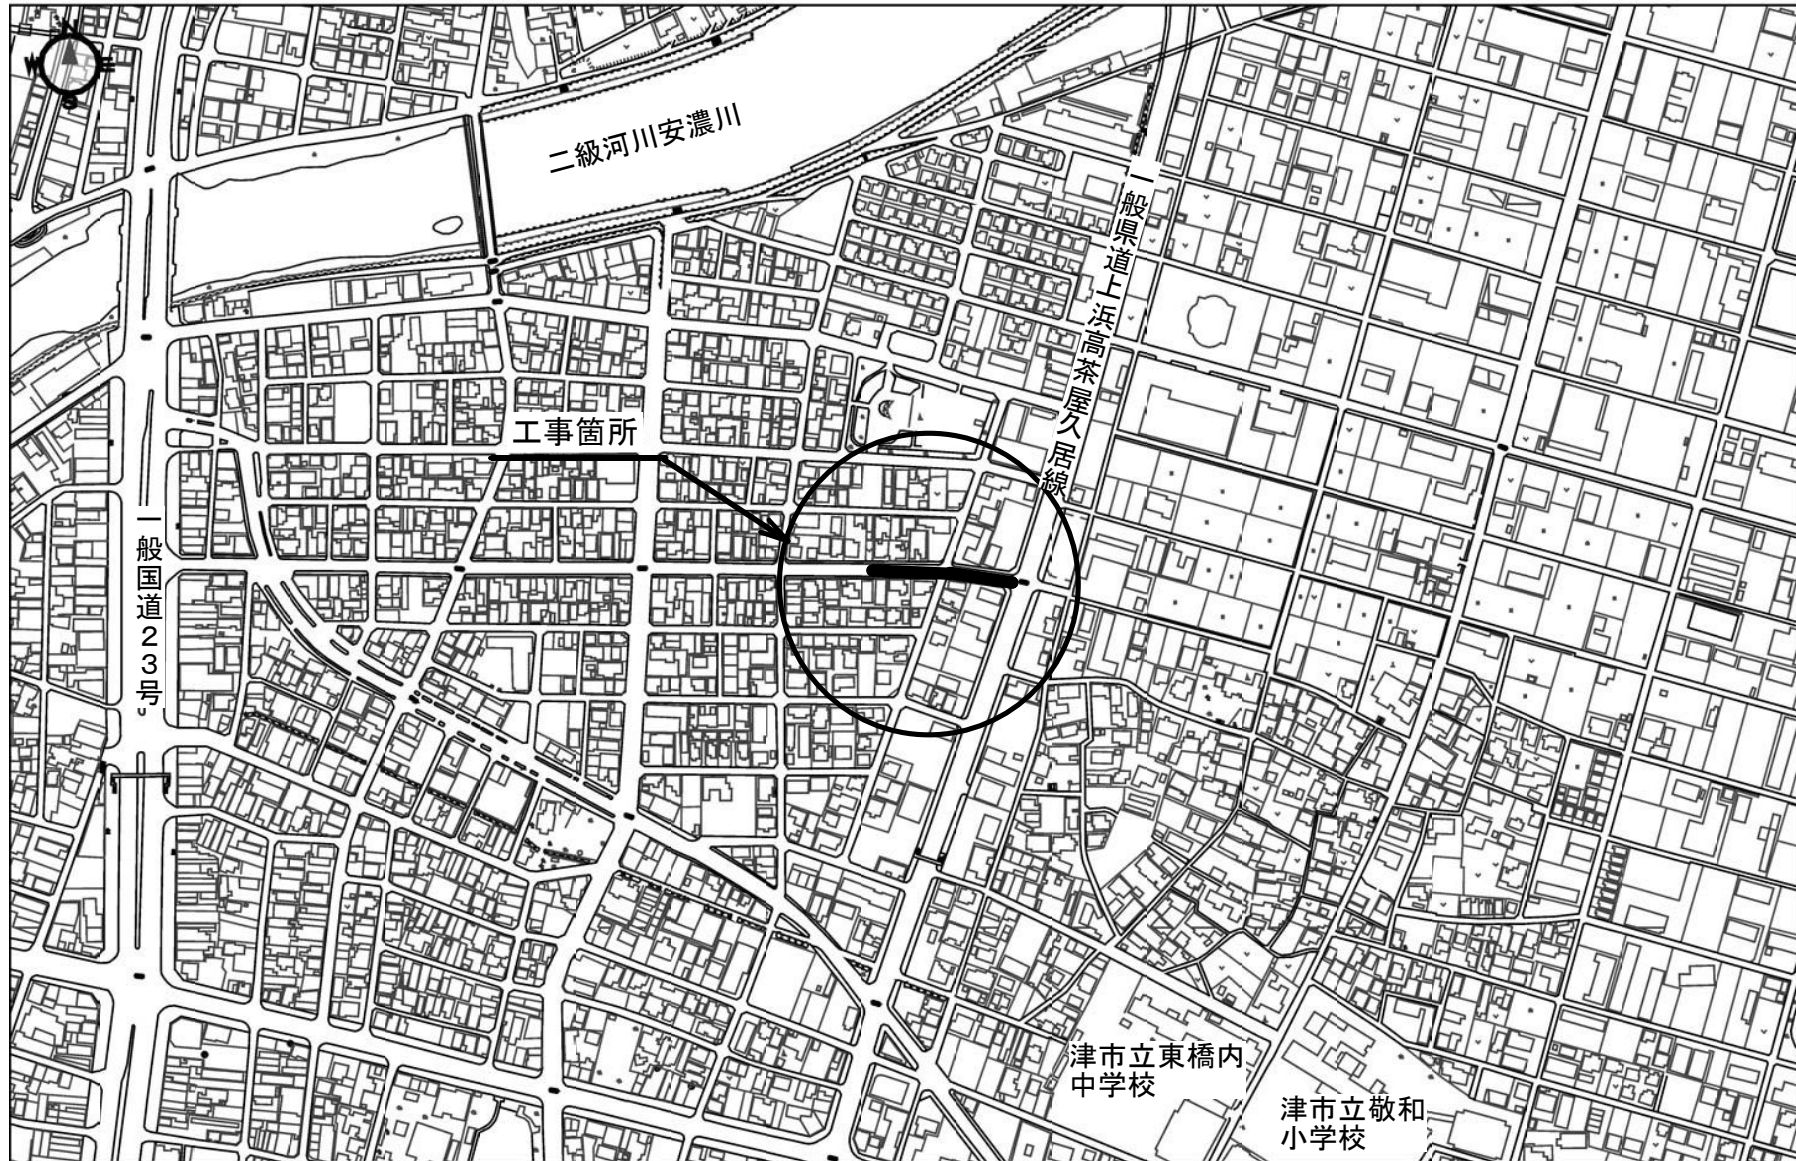 N
W
E
S
二級河川安濃川
一般県道上浜高茶屋久居線
工事箇所
一般国道23号
津市立東橋内
中学校
津市立敬和
小学校